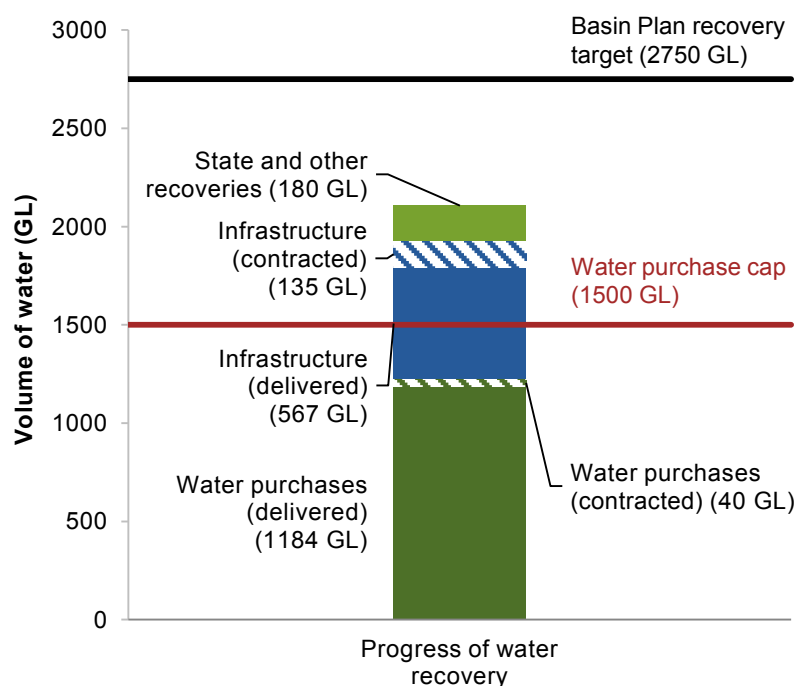 Volume of water (GL)
3000
2500
2000
1500
1000
500
0
Basin Plan recovery
target (2750 GL)
State and other
recoveries (180 GL)
Infrastructure
(contracted)
(135 GL)
Water purchase cap
(1500 GL)
Infrastructure
(delivered)
(567 GL)
Water purchases
(contracted) (40 GL)
Water purchases
(delivered)
(1184 GL)
Progress of water
recovery